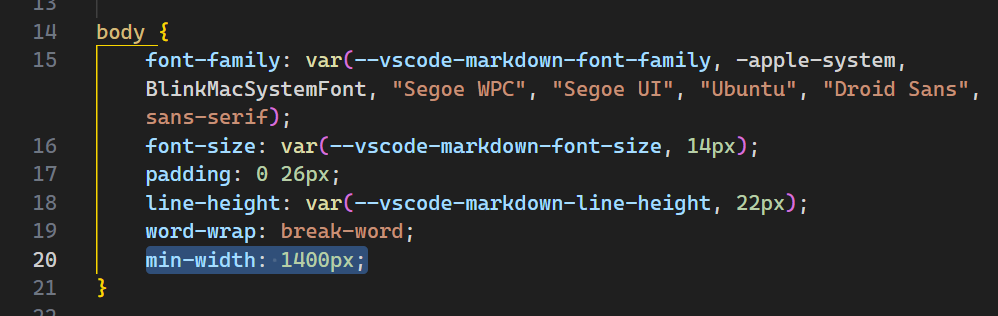 13
14 body {
15 font-family: var(--vscode-markdown-font-family, -apple-system,
BlinkMacSystemFont, "Segoe WPC", "Segoe UI", "Ubuntu", "Droid Sans",
sans-serif);
16 font-size: var(--vscode-markdown-font-size, 14px);
17 padding: 0 26px;
18 line-height: var(--vscode-markdown-line-height, 22px);
19 word-wrap: break-word;
20 min-width: 1400px;
21 }
22